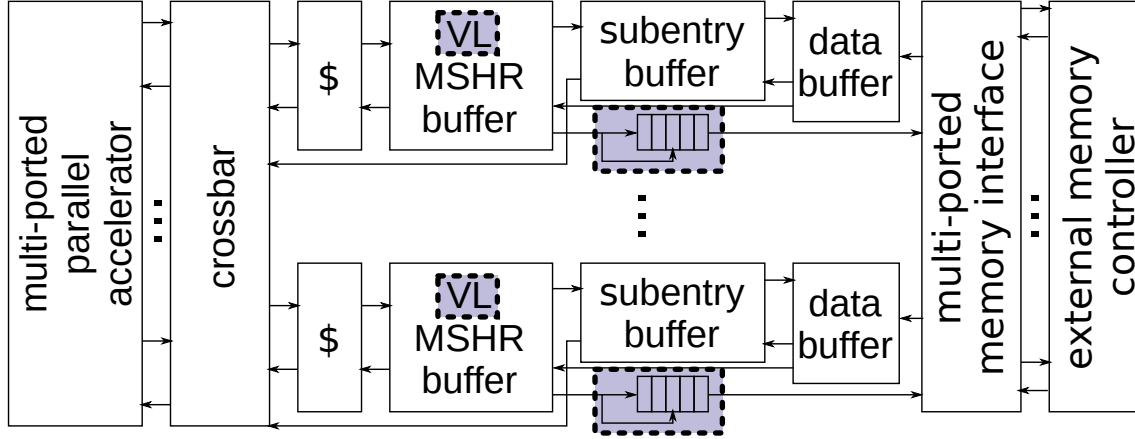 multi-ported
parallel
accelerator
crossbar
$
VL
MSHR
buffer
subentry
buffer
data
buffer
$
VL
MSHR
buffer
subentry
buffer
data
buffer
multi-ported
memory interface
external memory
controller